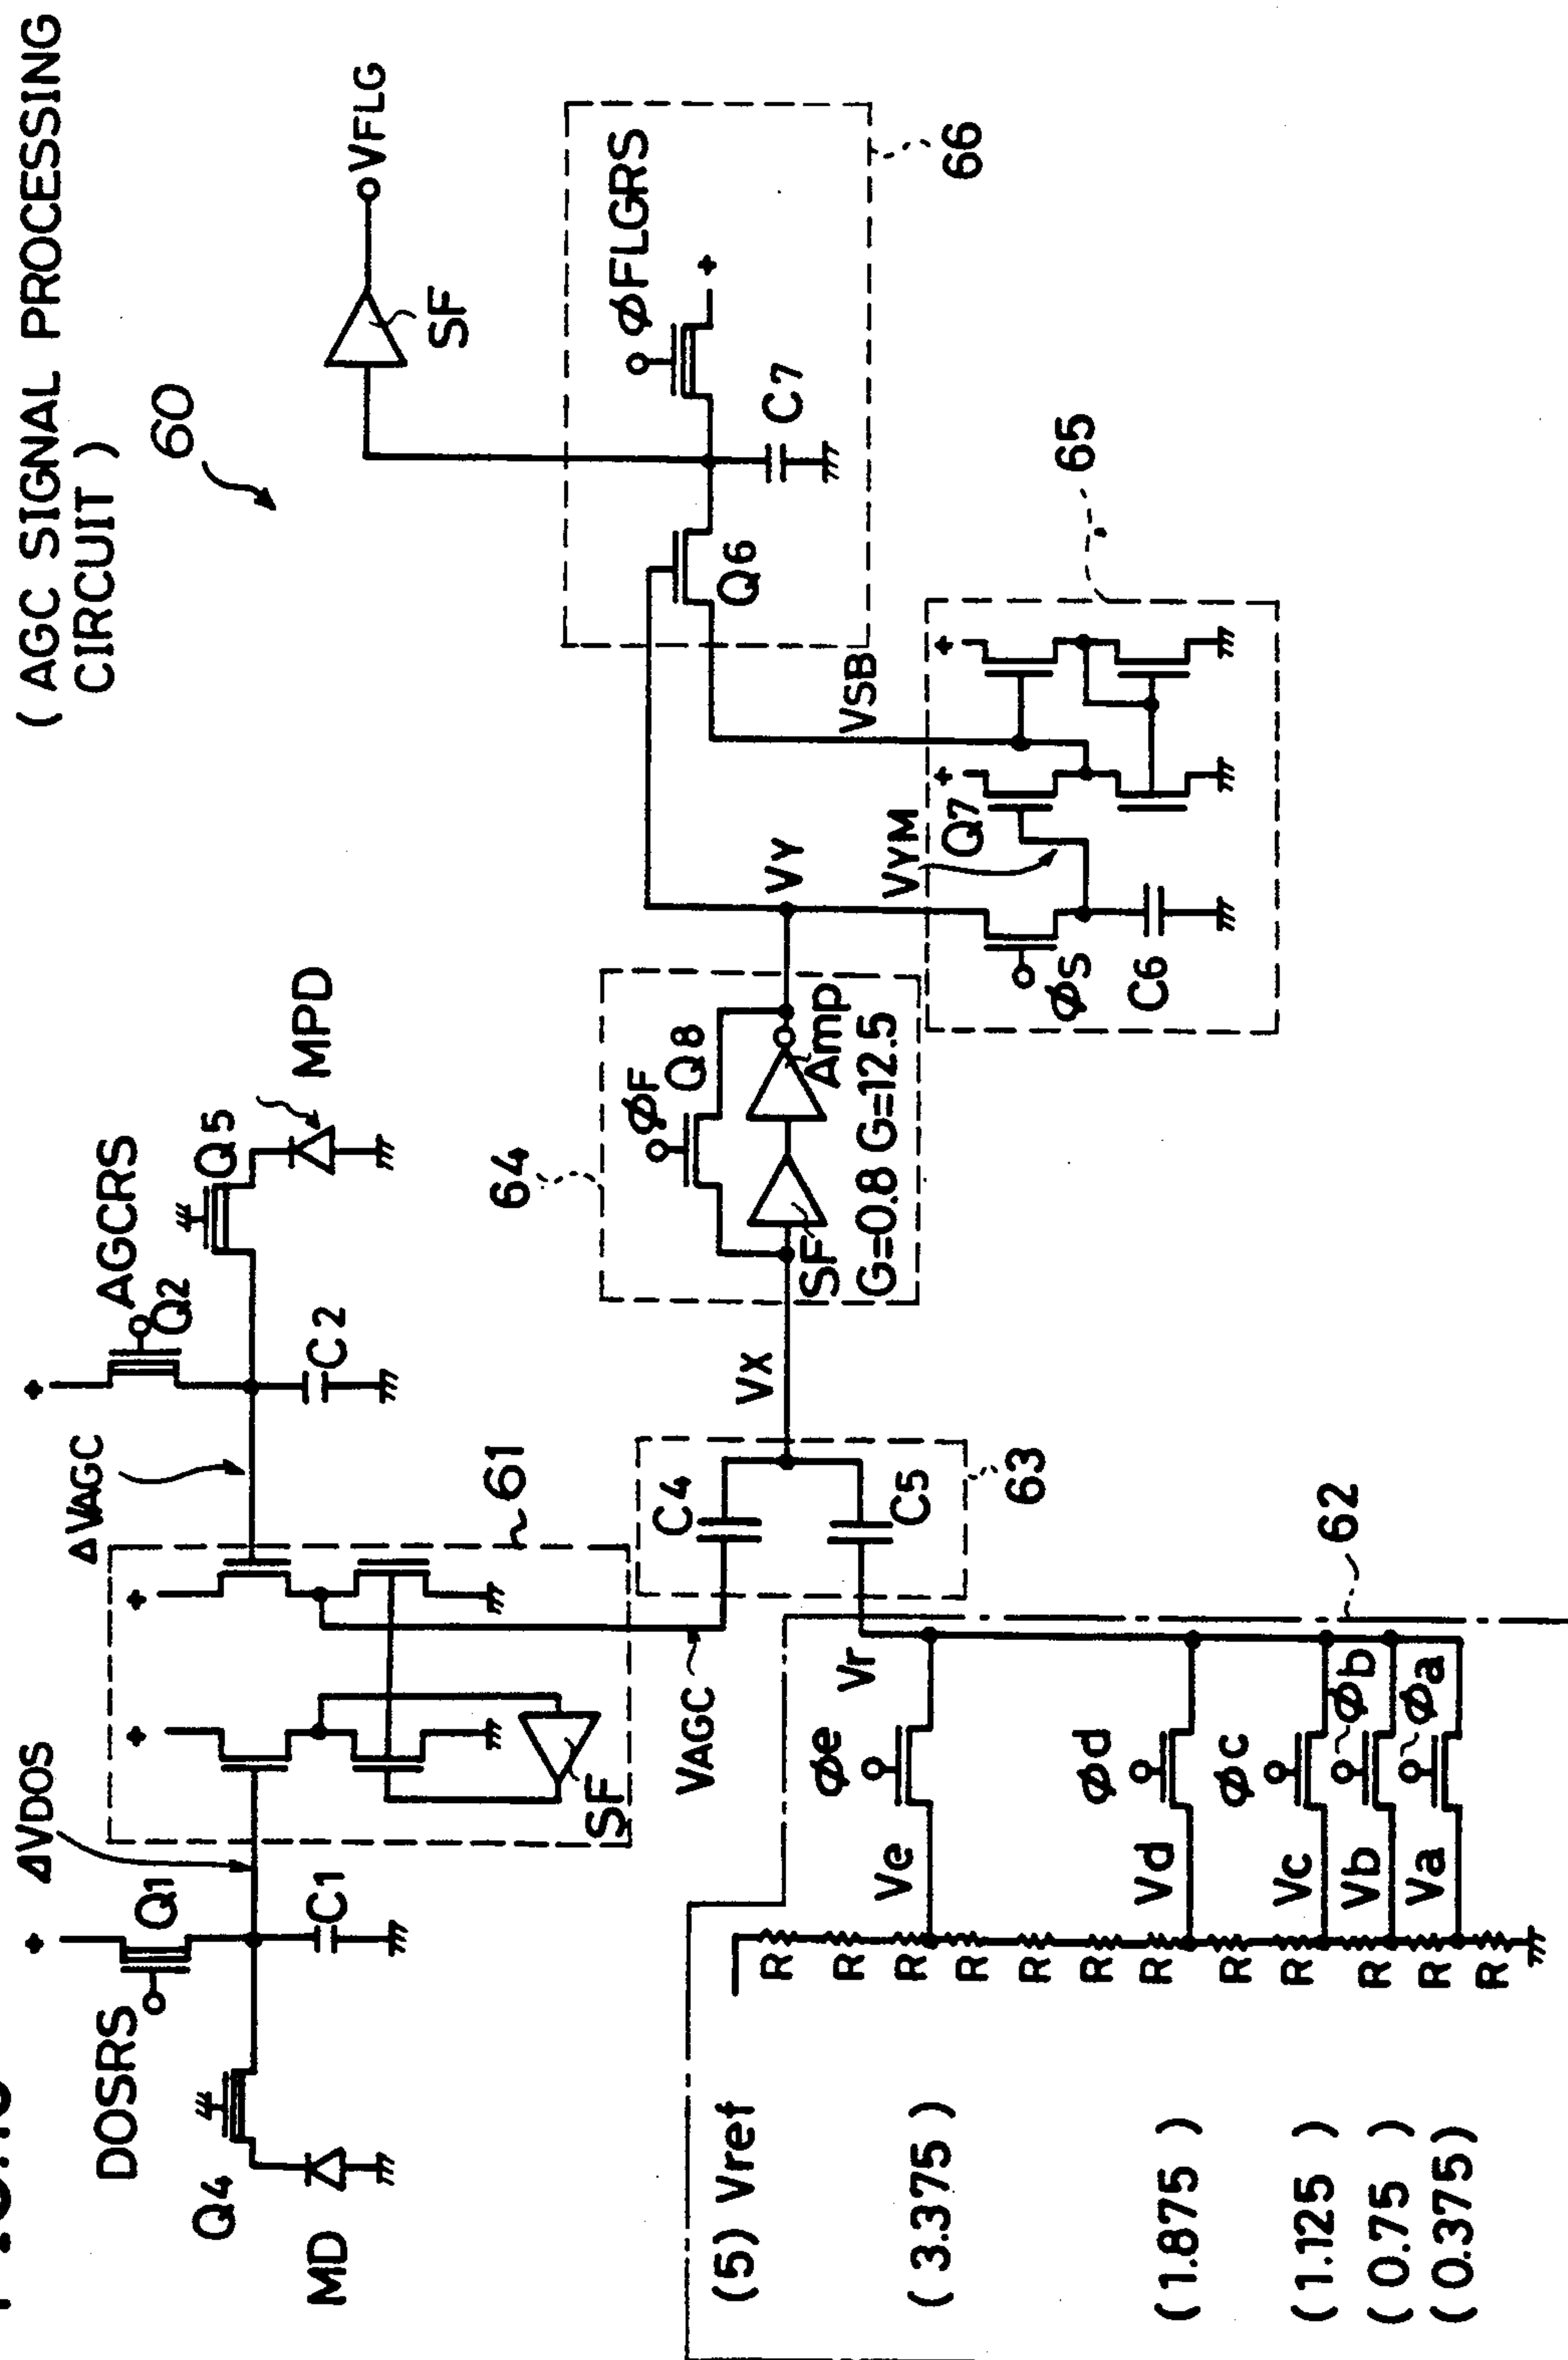 ( AGC SIGNAL PROCESSING
CIRCUIT )
60
DOSRS
Q1
ΔVDOS
Q4
MD
C1
ΔVAGC
AGCRS
Q2
C2
Q5
MPD
61
SF
VAGC
C4
C5
63
VX
64
φF
Q8
SF
Amp
G=0.8 G=12.5
VY
VYM
Q7
φS
C6
65
VSB
Q6
C7
φFLGRS
66
SF
VFLG
62
(5) Vref
(3.375)
(1.875)
(1.125)
(0.75)
(0.375)
R
R
R
R
R
R
R
R
R
R
R
R
Ve
Vd
Vc
Vb
Va
φe
φd
φc
φb
φa
Vr